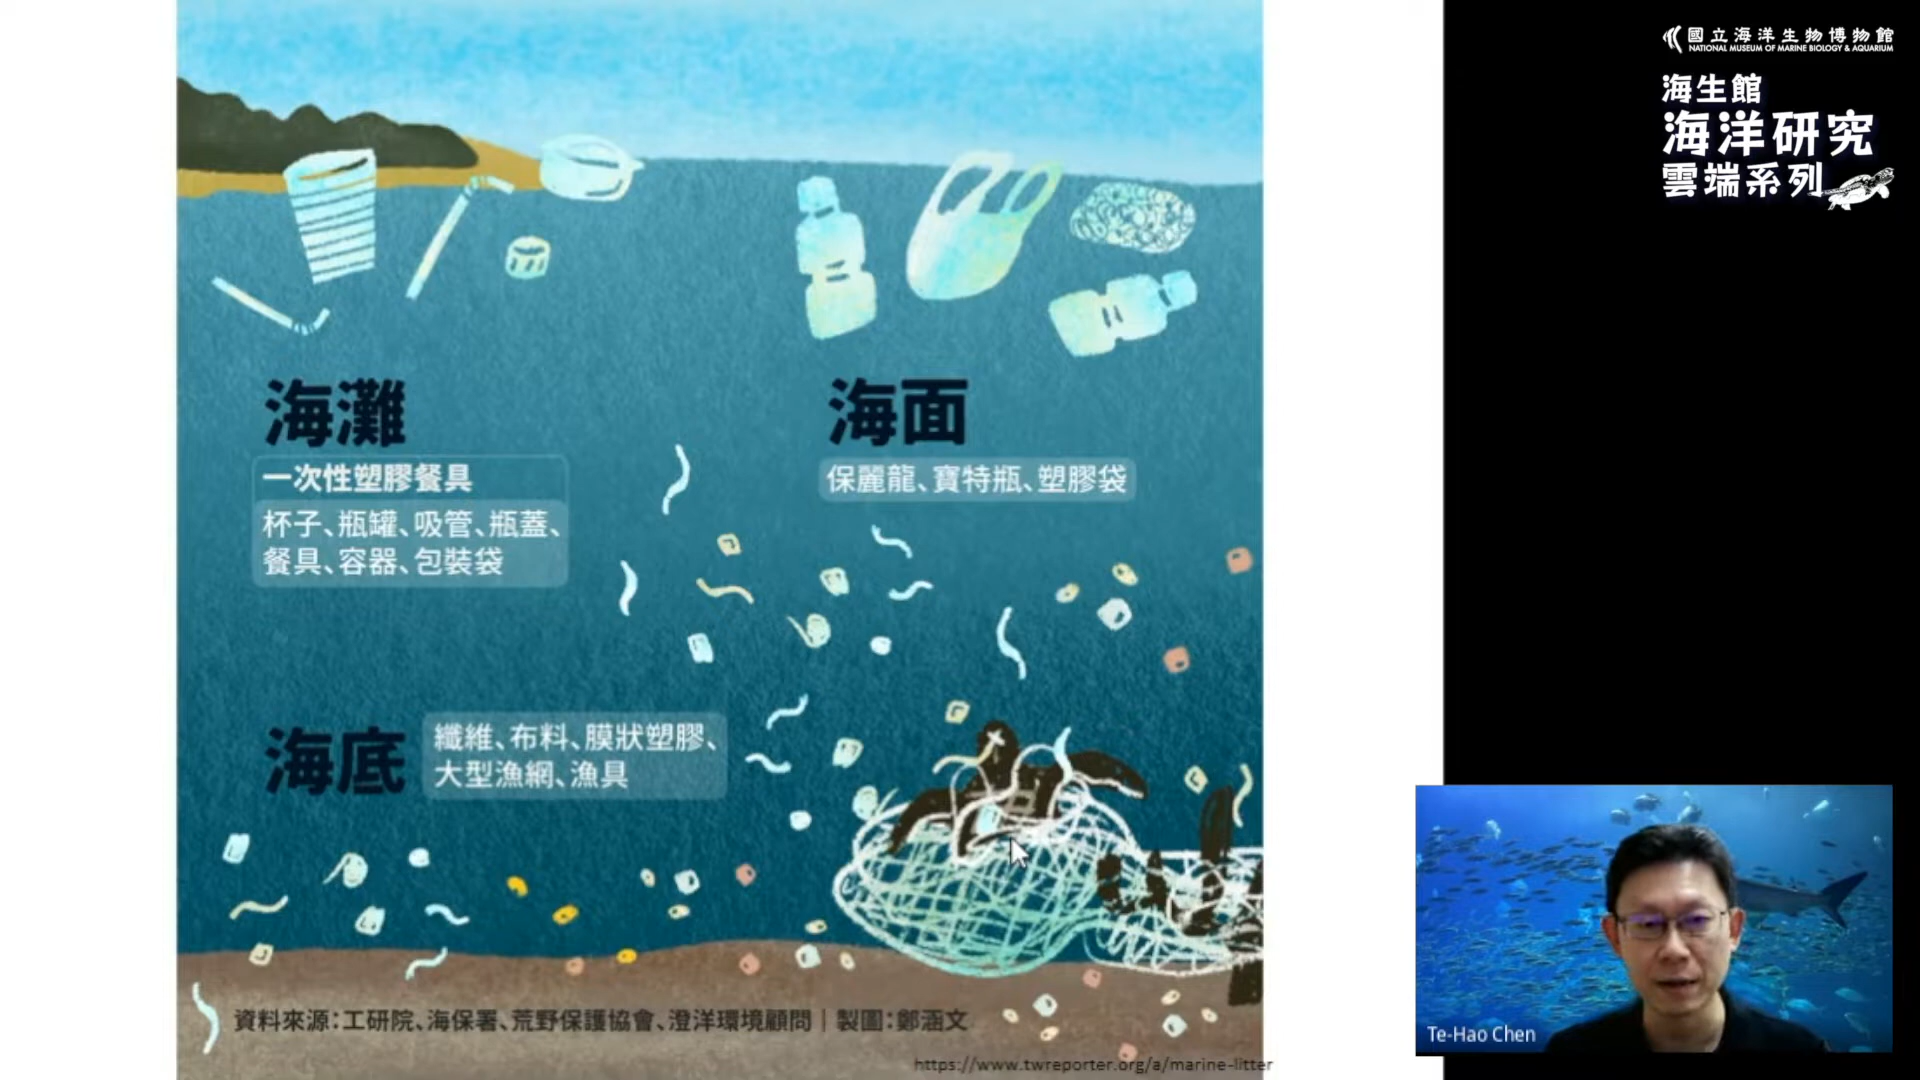 國立海洋生物博物館
NATIONAL MUSEUM OF MARINE BIOLOGY & AQUARIUM
海生館
海洋研究
雲端系列
海灘
一次性塑膠餐具
杯子、瓶罐、吸管、瓶蓋、
餐具、容器、包裝袋
海面
保麗龍、寶特瓶、塑膠袋
海底
纖維、布料、膜狀塑膠、
大型漁網、漁具
資料來源：工研院、海保署、荒野保護協會、澄洋環境顧問｜製圖：鄭涵文
https://www.twreporter.org/a/marine-litter
Te-Hao Chen